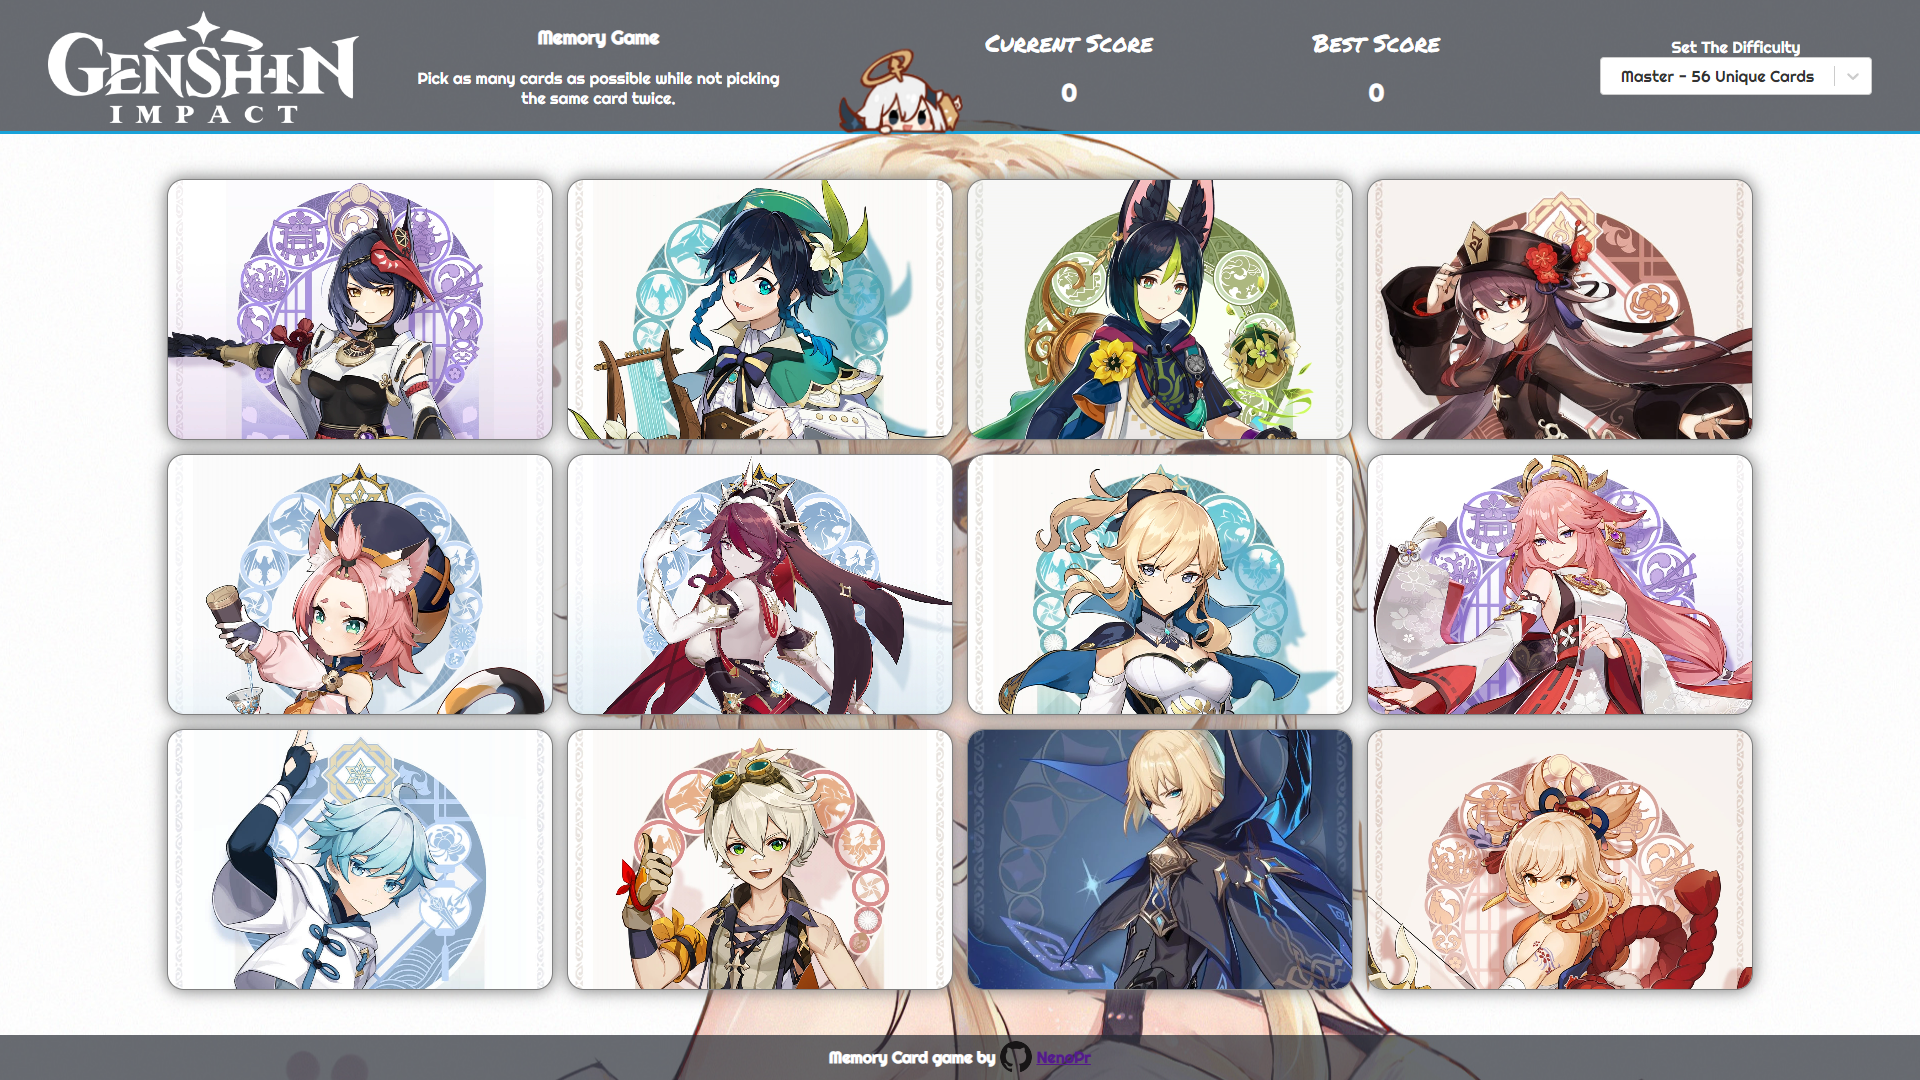 GENSHIN
IMPACT
Memory Game
Pick as many cards as possible while not picking
the same card twice.
Current Score
0
Best Score
0
Set The Difficulty
Master - 56 Unique Cards
Memory Card game by NenoPr